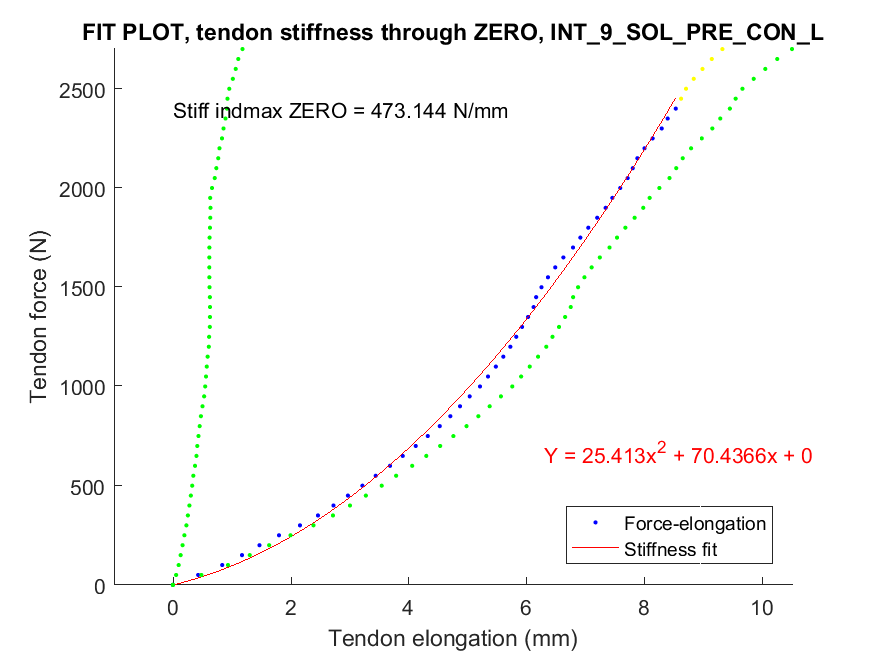 FIT PLOT, tendon stiffness through ZERO, INT_9_SOL_PRE_CON_L
2500
Stiff indmax ZERO = 473.144 N/mm
2000
1500
1000
500
0
Tendon force (N)
Y = 25.413x² + 70.4366x + 0
Force-elongation
Stiffness fit
0 2 4 6 8 10
Tendon elongation (mm)